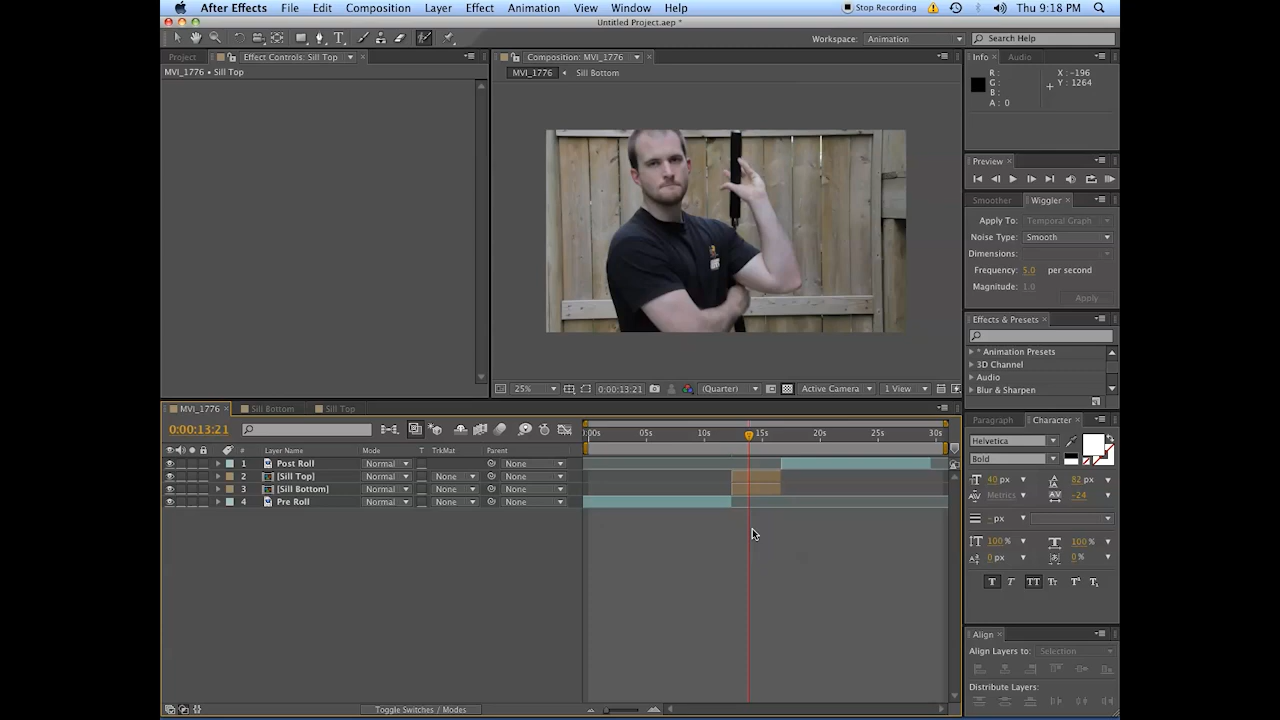 After Effects File Edit Composition Layer Effect Animation View Window Help Stop Recording Thu 9:18 PM
Untitled Project.aep *
Workspace: Animation Search Help
Project Effect Controls: Sill Top Composition: MVI_1776 Info Audio
MVI_1776 • Sill Top MVI_1776 Sill Bottom
R: X: -196
G: Y: 1264
B:
A: 0
Preview
Smoother Wiggler
Apply To: Temporal Graph
Noise Type: Smooth
Dimensions:
Frequency: 5.0 per second
Magnitude: 1.0
Apply
Effects & Presets
* Animation Presets
3D Channel
Audio
Blur & Sharpen
25% 0:00:13:21 (Quarter) Active Camera 1 View
MVI_1776 Sill Bottom Sill Top
Paragraph Character
0:00:13:21 :00s 05s 10s 15s 20s 25s 30s
Helvetica
# Layer Name Mode T TrkMat Parent
Bold
1 Post Roll Normal None
2 [Sill Top] Normal None None
3 [Sill Bottom] Normal None None
4 Pre Roll Normal None None
40 px 82 px
Metrics -24
- px
100% 100%
0 px 0 %
T T TT Tr T¹ T₁
Align
Align Layers to: Selection
Distribute Layers:
Toggle Switches / Modes